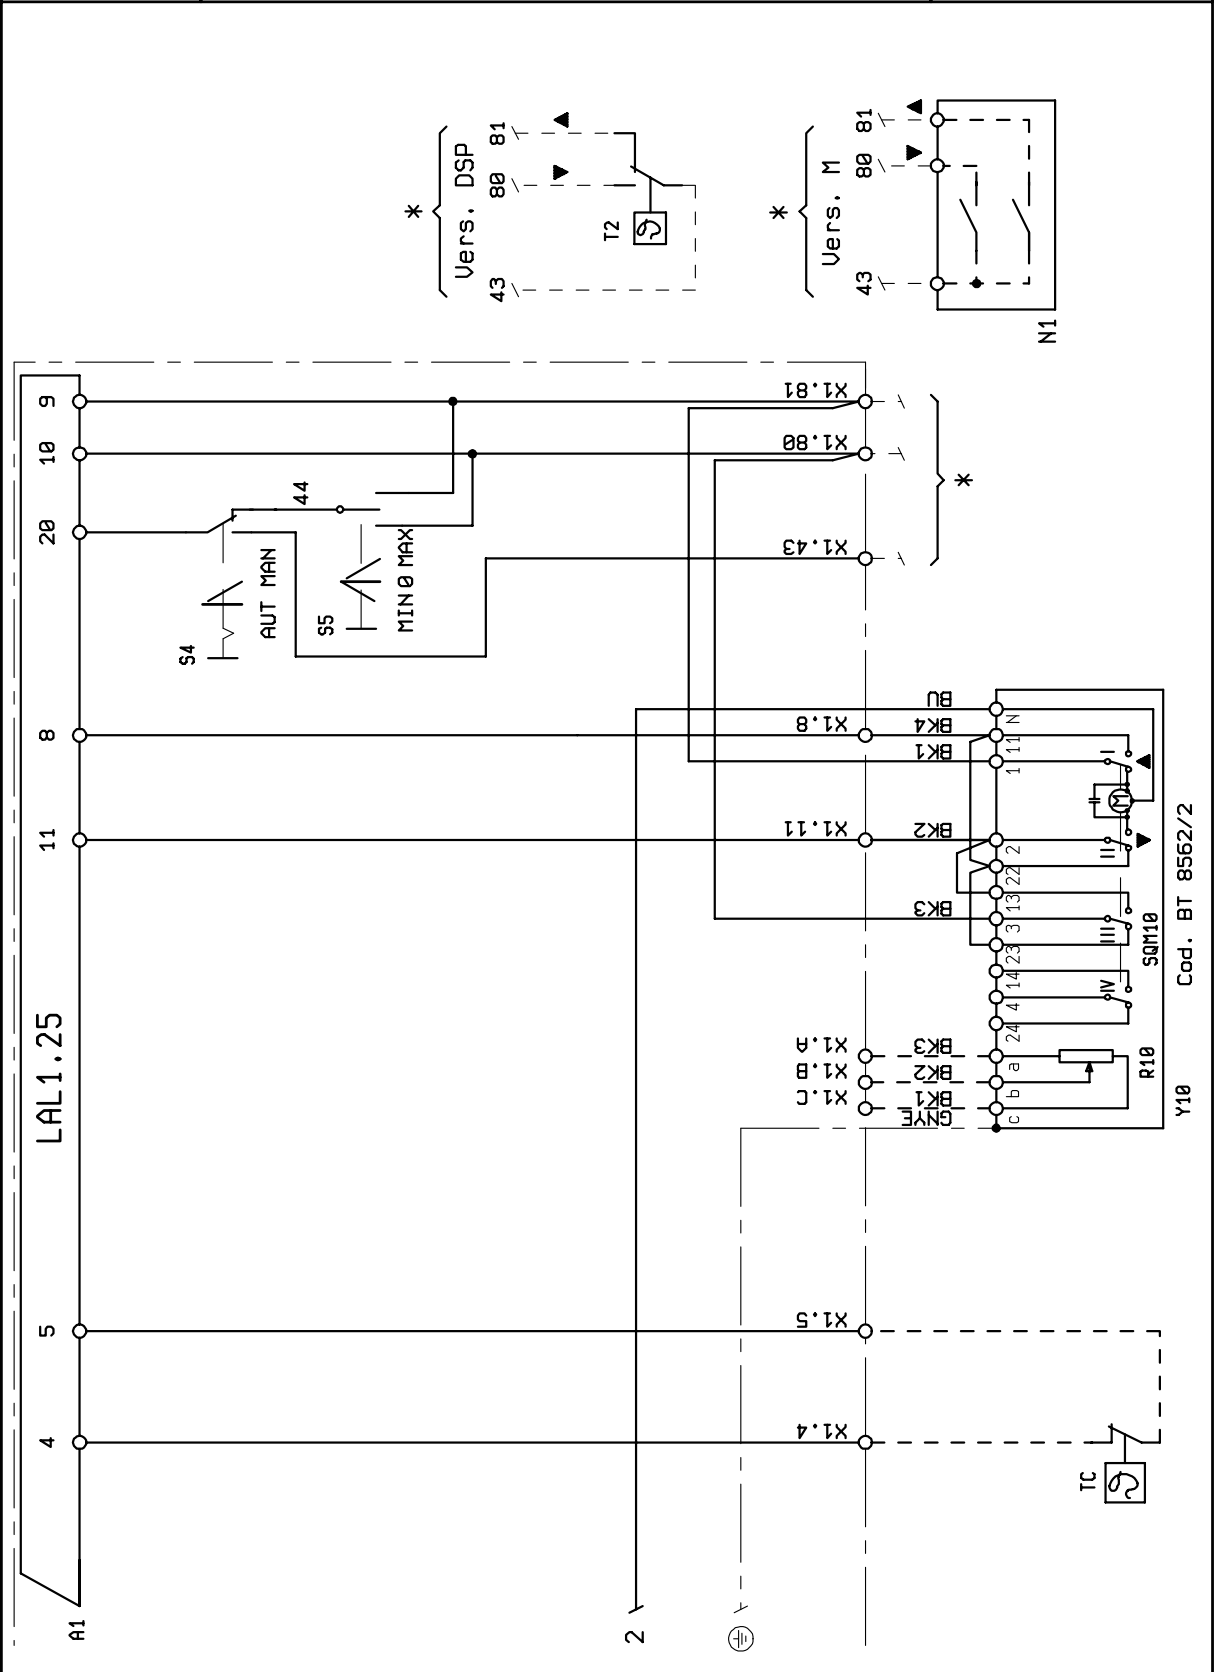 * Vers. DSP
43 80 81
T2
* Vers. M
43 80 81
N1
A1
LAL1.25
4 5 11 8 20 10 9
S4
AUT MAN
44
S5
MIN 0 MAX
2
X1.4
X1.5
X1.C
X1.B
X1.A
X1.11
X1.8
X1.43
X1.80
X1.81
*
GNYE
BK1
BK2
BK3
BK3
BK2
BK1
BK4
BU
c b a 24 4 14 23 3 13 22 2 1 11 N
IV III II I
M
SQM10
R10
Y10
Cod. BT 8562/2
TC